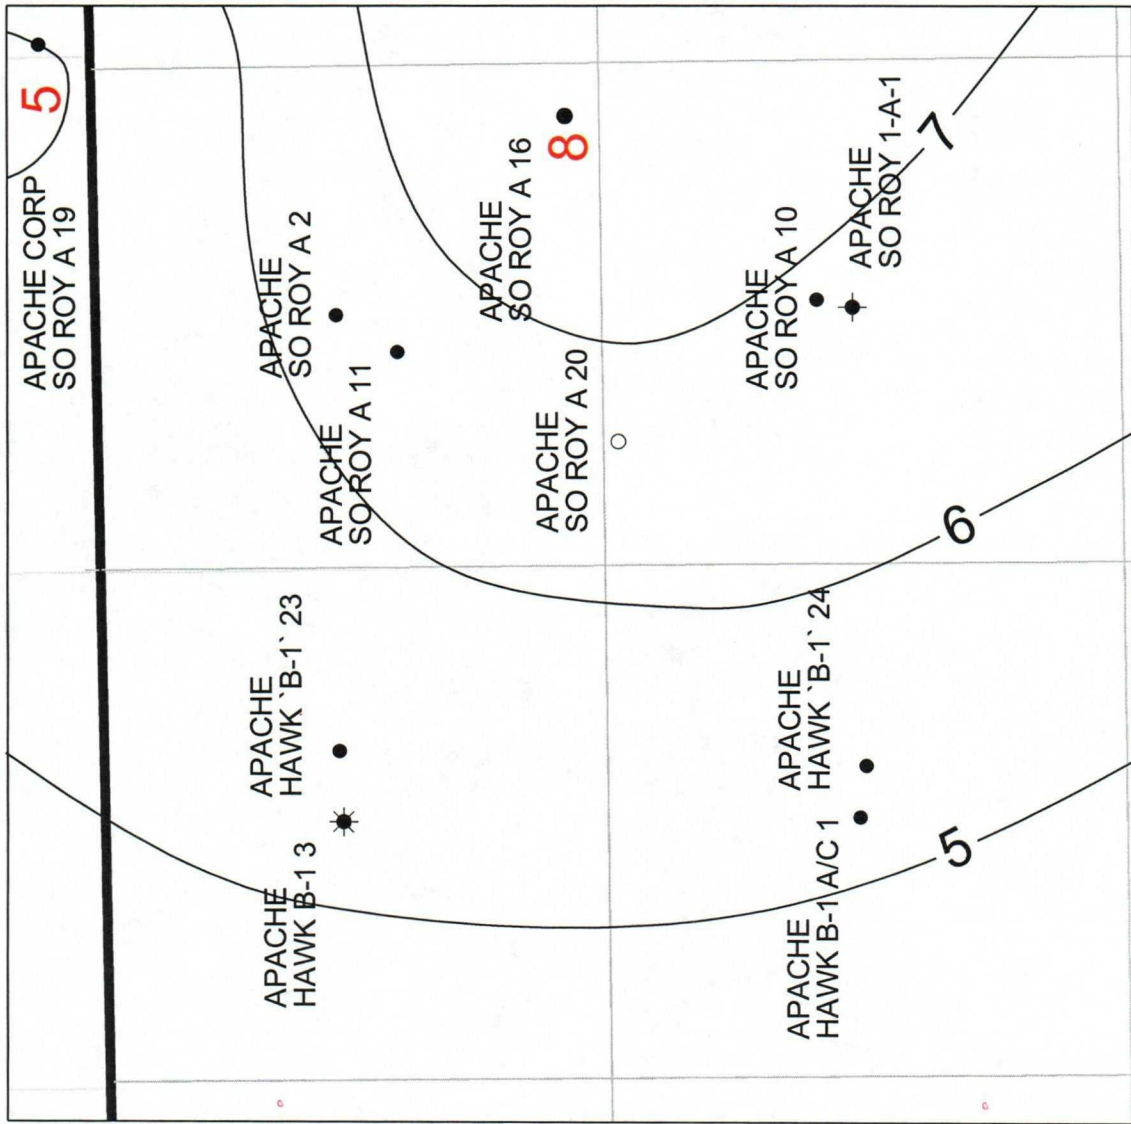 APACHE CORP
SO ROY A 19
5
APACHE
SO ROY A 2
APACHE
SO ROY A 11
APACHE
SO ROY A 16
8
APACHE
SO ROY A 20
APACHE
SO ROY A 10
APACHE
SO ROY 1-A-1
7
6
APACHE
HAWK `B-1` 23
APACHE
HAWK B-1 3
APACHE
HAWK `B-1` 24
APACHE
HAWK B-1 A/C 1
5